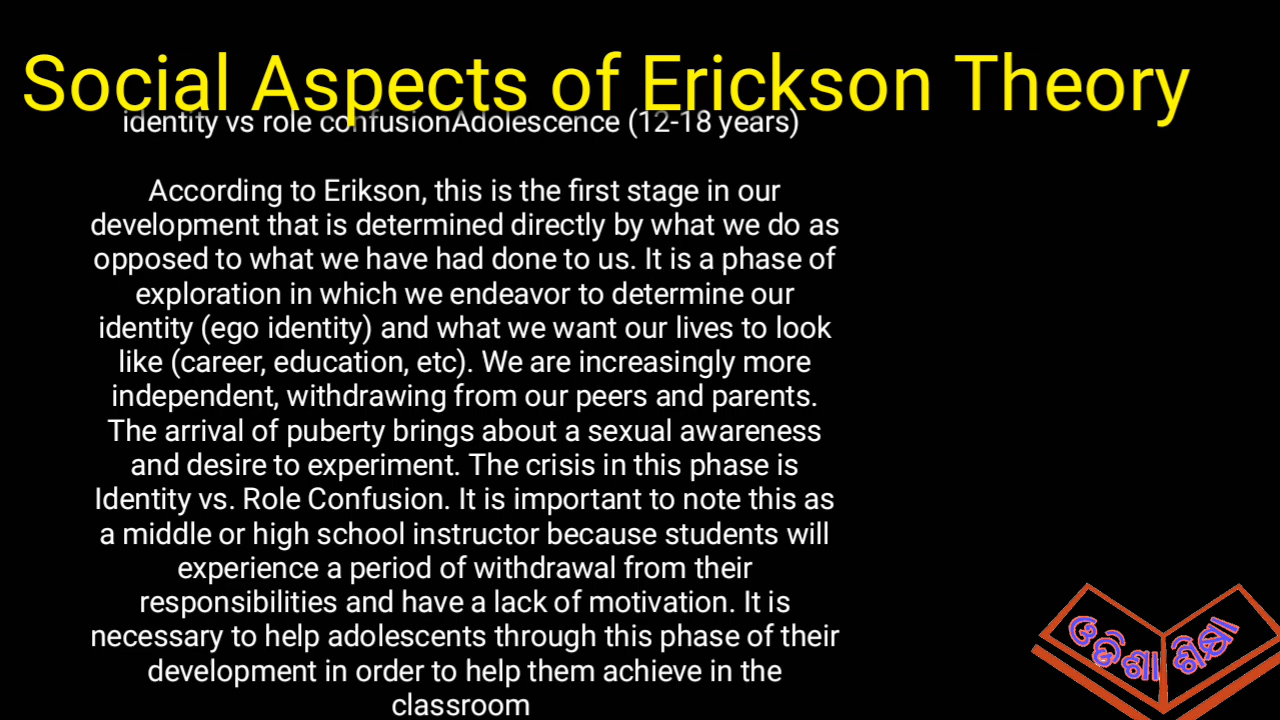 Social Aspects of Erickson Theory
identity vs role confusionAdolescence (12-18 years)
According to Erikson, this is the first stage in our
development that is determined directly by what we do as
opposed to what we have had done to us. It is a phase of
exploration in which we endeavor to determine our
identity (ego identity) and what we want our lives to look
like (career, education, etc). We are increasingly more
independent, withdrawing from our peers and parents.
The arrival of puberty brings about a sexual awareness
and desire to experiment. The crisis in this phase is
Identity vs. Role Confusion. It is important to note this as
a middle or high school instructor because students will
experience a period of withdrawal from their
responsibilities and have a lack of motivation. It is
necessary to help adolescents through this phase of their
development in order to help them achieve in the
classroom
ଓଡିଶା ଶିକ୍ଷା